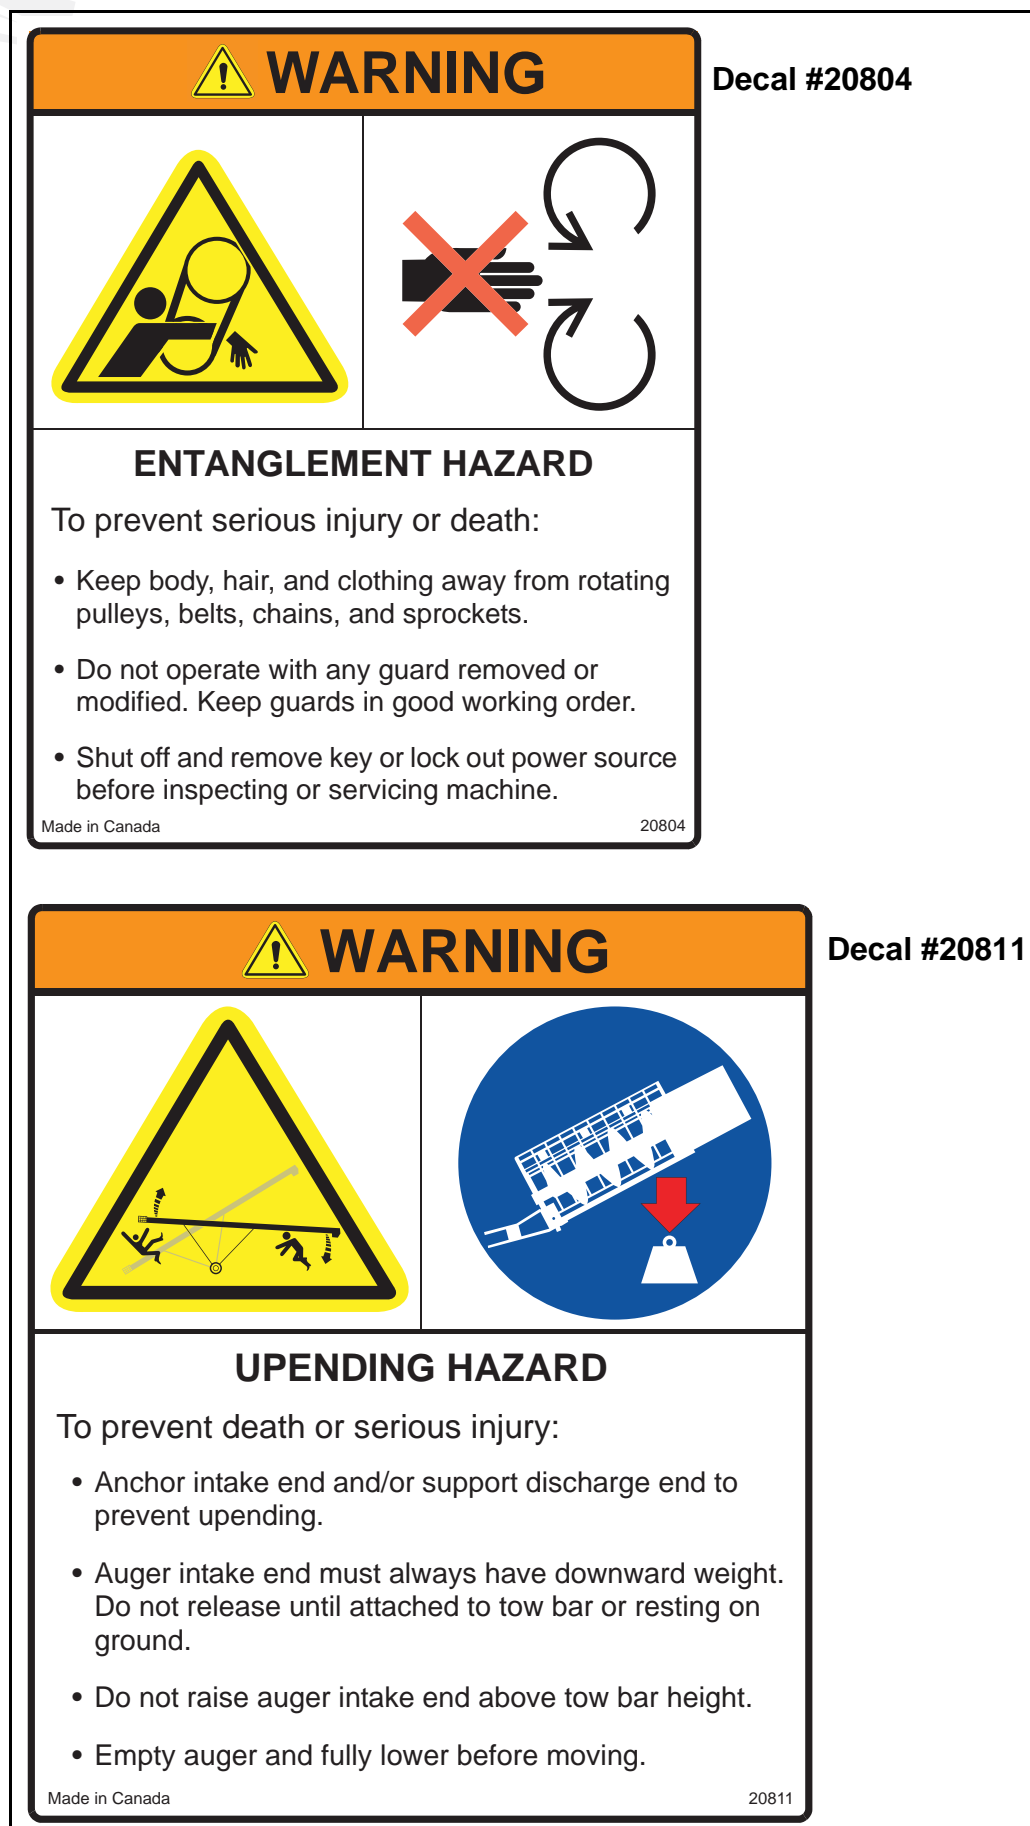 WARNING
Decal #20804
ENTANGLEMENT HAZARD
To prevent serious injury or death:
• Keep body, hair, and clothing away from rotating
pulleys, belts, chains, and sprockets.
• Do not operate with any guard removed or
modified. Keep guards in good working order.
• Shut off and remove key or lock out power source
before inspecting or servicing machine.
Made in Canada 20804
WARNING
Decal #20811
UPENDING HAZARD
To prevent death or serious injury:
• Anchor intake end and/or support discharge end to
prevent upending.
• Auger intake end must always have downward weight.
Do not release until attached to tow bar or resting on
ground.
• Do not raise auger intake end above tow bar height.
• Empty auger and fully lower before moving.
Made in Canada 20811